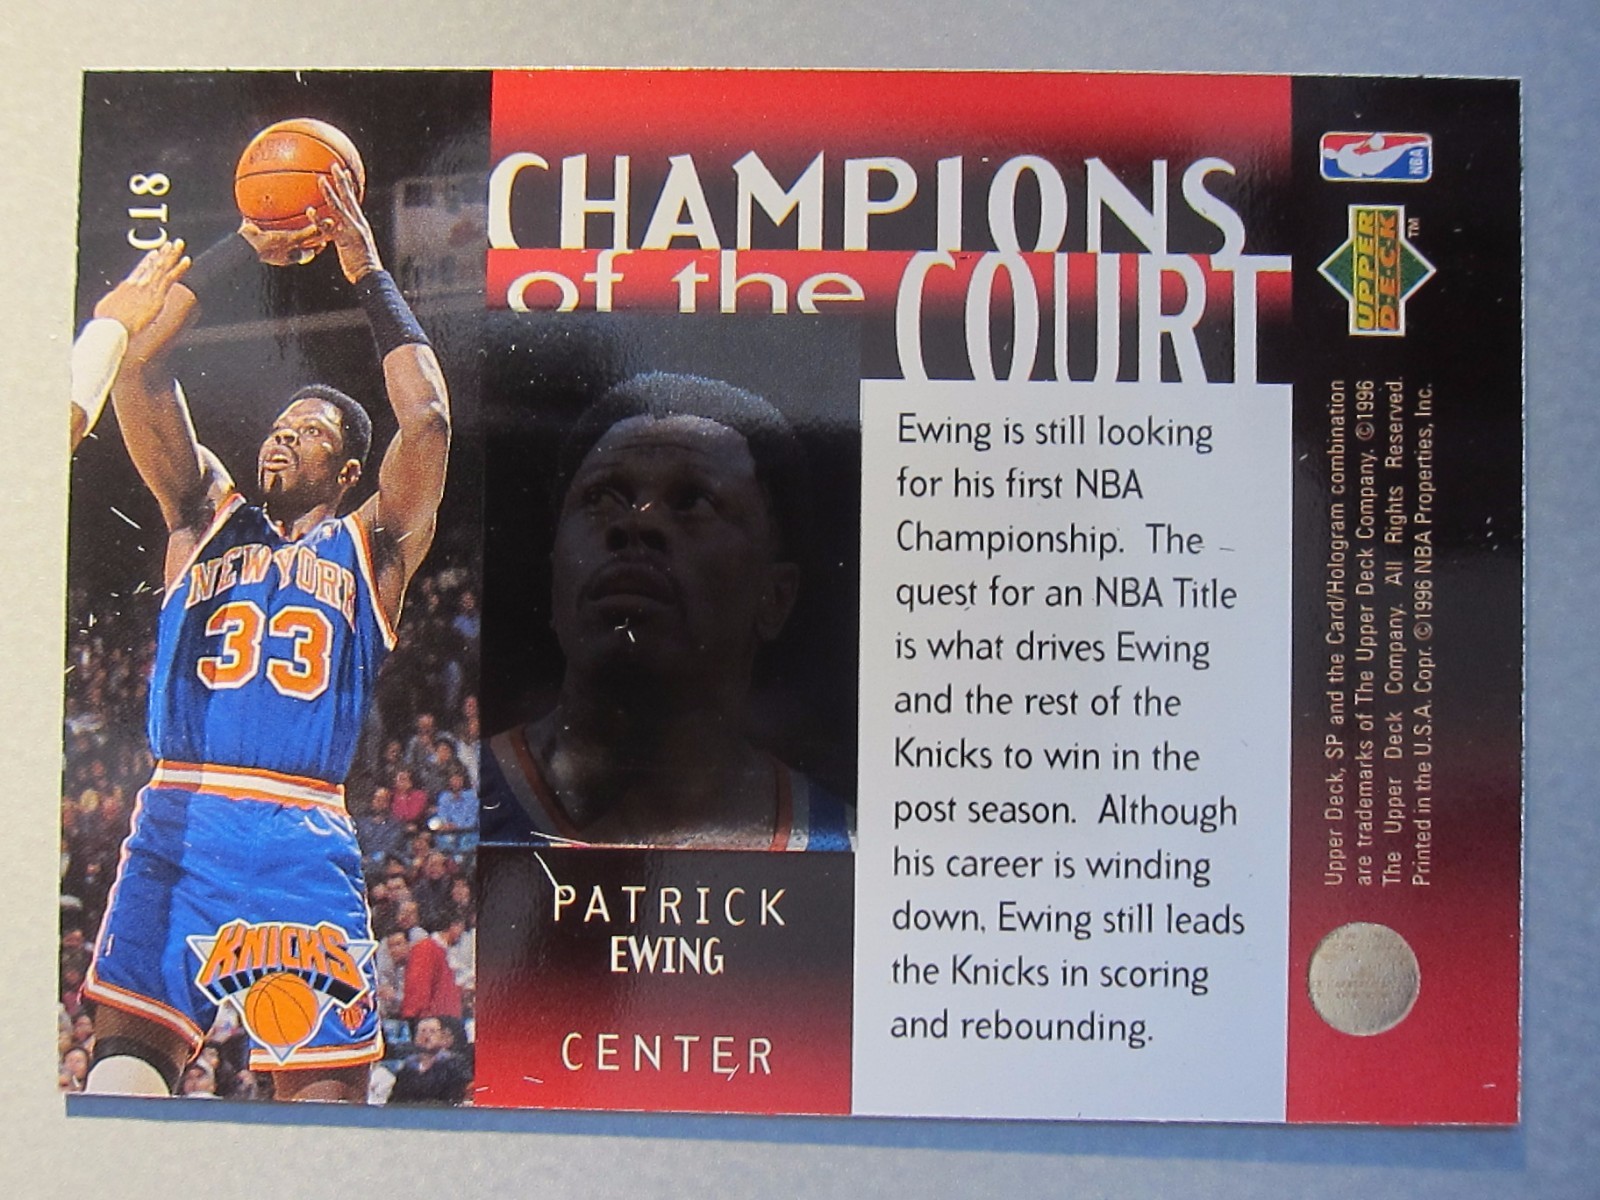 C18
CHAMPIONS
of the COURT
NEW YORK
33
KNICKS
PATRICK
EWING
CENTER
Ewing is still looking
for his first NBA
Championship. The
quest for an NBA Title
is what drives Ewing
and the rest of the
Knicks to win in the
post season. Although
his career is winding
down, Ewing still leads
the Knicks in scoring
and rebounding.
NBA
UPPER
DECK
TM
Upper Deck, SP and the Card/Hologram combination
are trademarks of The Upper Deck Company. ©1996
The Upper Deck Company. All Rights Reserved.
Printed in the U.S.A. Copr. ©1996 NBA Properties, Inc.